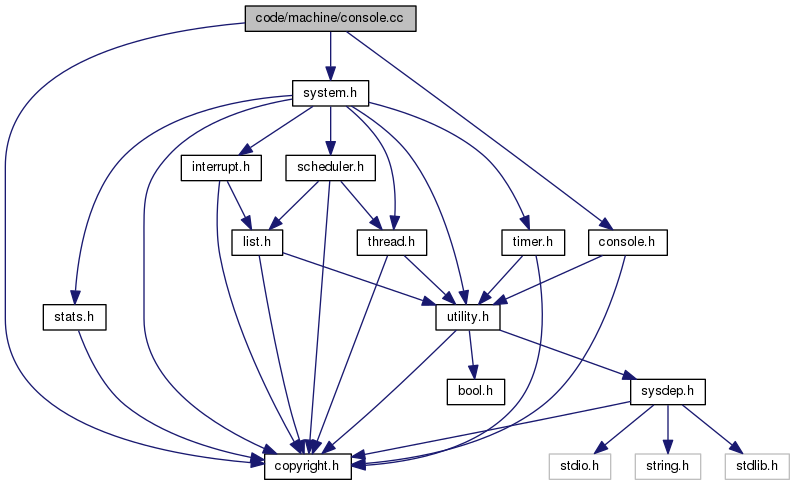 code/machine/console.cc
system.h
interrupt.h
scheduler.h
list.h
thread.h
timer.h
console.h
stats.h
utility.h
bool.h
sysdep.h
copyright.h
stdio.h
string.h
stdlib.h